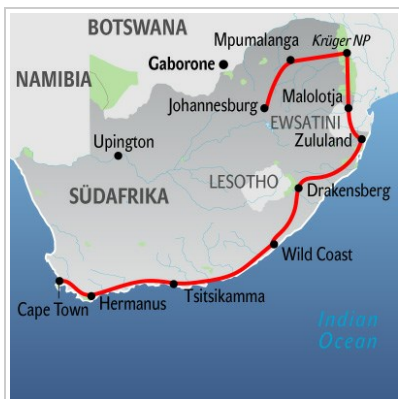 BOTSWANA
Mpumalanga
Krüger NP
Gaborone
NAMIBIA
Johannesburg
Malolotja
EWSATINI
Zululand
Upington
LESOTHO
Drakensberg
SÜDAFRIKA
Wild Coast
Tsitsikamma
Hermanus
Cape Town
Indian
Ocean